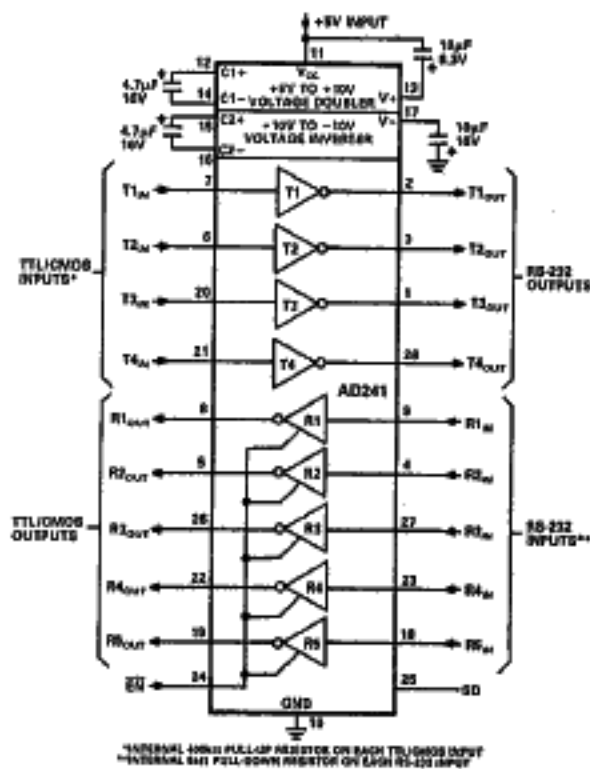 +5V INPUT
11
VCC
10µF
6.3V
12
C1+
4.7µF
16V
14
C1–
+5V TO +10V
VOLTAGE DOUBLER
V+
13
15
C2+
4.7µF
16V
C2–
16
+10V TO –10V
VOLTAGE INVERTER
V–
17
10µF
16V
T1IN
7
T1
2
T1OUT
T2IN
6
T2
3
T2OUT
TTL/CMOS
INPUTS*
RS-232
OUTPUTS
T3IN
20
T3
1
T3OUT
T4IN
21
T4
28
T4OUT
AD241
R1OUT
8
R1
9
R1IN
R2OUT
5
R2
4
R2IN
TTL/CMOS
OUTPUTS
RS-232
INPUTS**
R3OUT
26
R3
27
R3IN
R4OUT
22
R4
23
R4IN
R5OUT
19
R5
18
R5IN
EN
24
25
SD
GND
10
*INTERNAL 400kΩ PULL-UP RESISTOR ON EACH TTL/CMOS INPUT
**INTERNAL 5kΩ PULL-DOWN RESISTOR ON EACH RS-232 INPUT